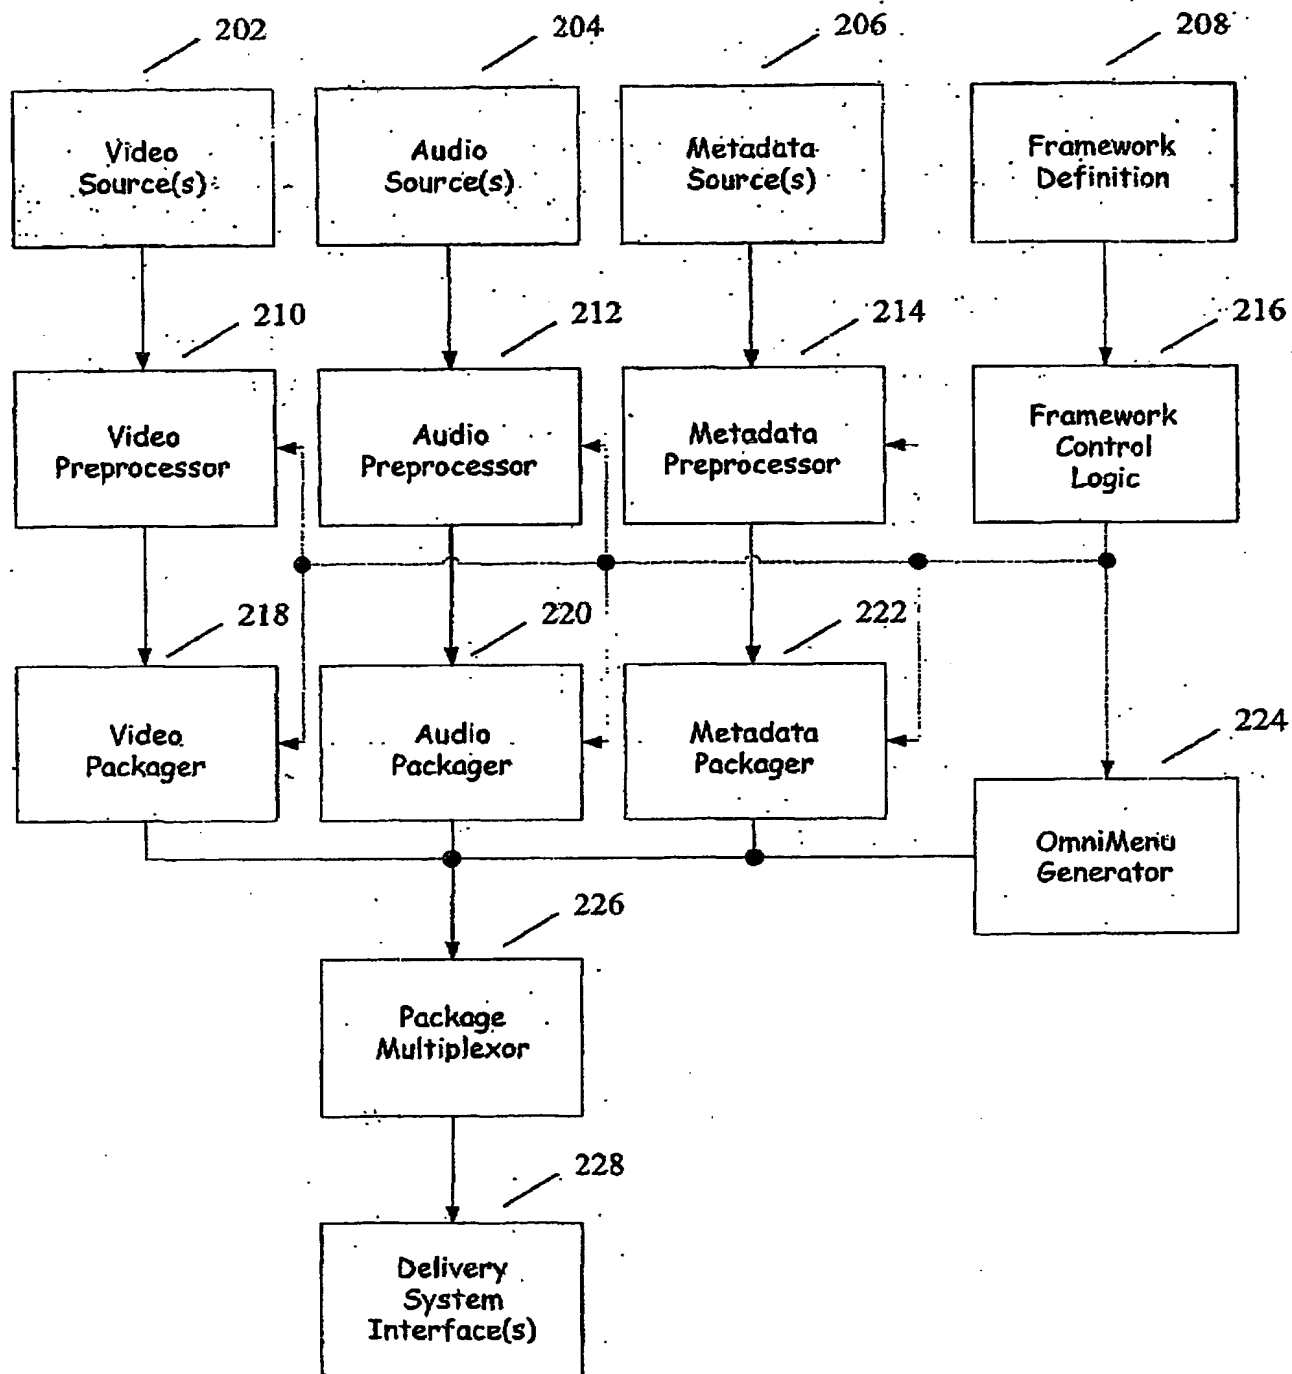 202
204
206
208
Video
Source(s)
Audio
Source(s)
Metadata
Source(s)
Framework
Definition
210
212
214
216
Video
Preprocessor
Audio
Preprocessor
Metadata
Preprocessor
Framework
Control
Logic
218
220
222
224
Video
Packager
Audio
Packager
Metadata
Packager
OmniMenu
Generator
226
Package
Multiplexor
228
Delivery
System
Interface(s)